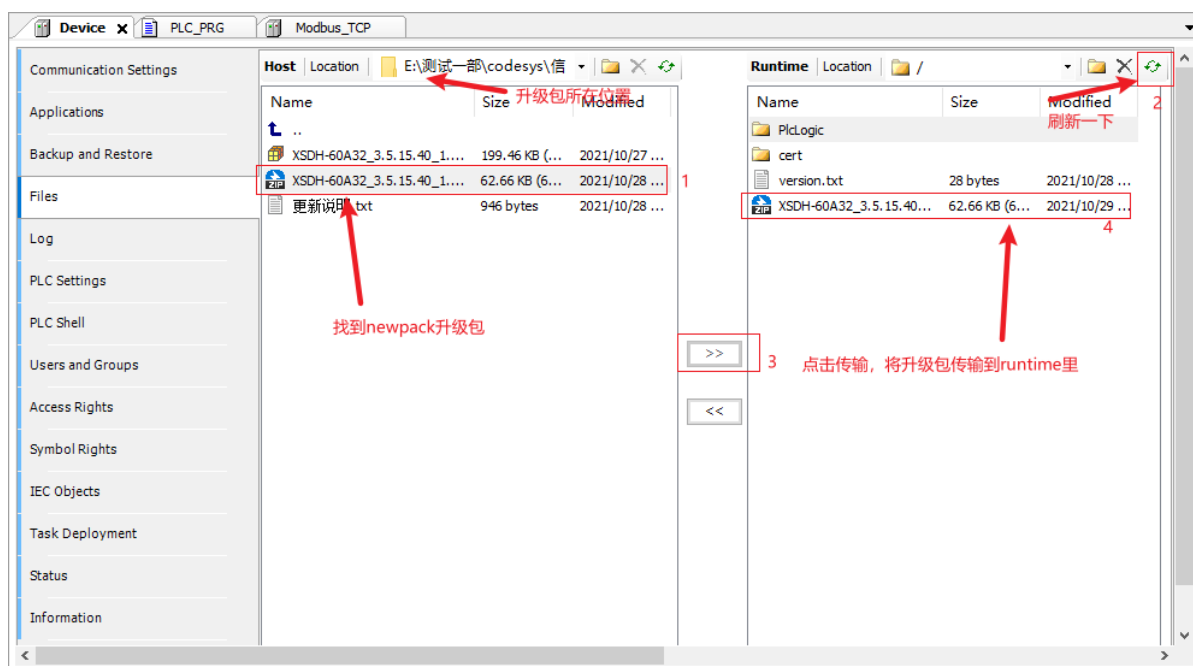 Device
PLC_PRG
Modbus_TCP
Communication Settings
Applications
Backup and Restore
Files
Log
PLC Settings
PLC Shell
Users and Groups
Access Rights
Symbol Rights
IEC Objects
Task Deployment
Status
Information
Host Location E:\测试一部\codesys\信
升级包所在位置
Name Size Modified
..
XSDH-60A32_3.5.15.40_1.... 199.46 KB (... 2021/10/27 ...
XSDH-60A32_3.5.15.40_1.... 62.66 KB (6... 2021/10/28 ...
1
更新说明.txt 946 bytes 2021/10/28 ...
找到newpack升级包
>>
3
<<
Runtime Location /
2
Name Size Modified
刷新一下
PlcLogic
cert
version.txt 28 bytes 2021/10/28 ...
XSDH-60A32_3.5.15.40... 62.66 KB (6... 2021/10/29 ...
4
点击传输，将升级包传输到runtime里